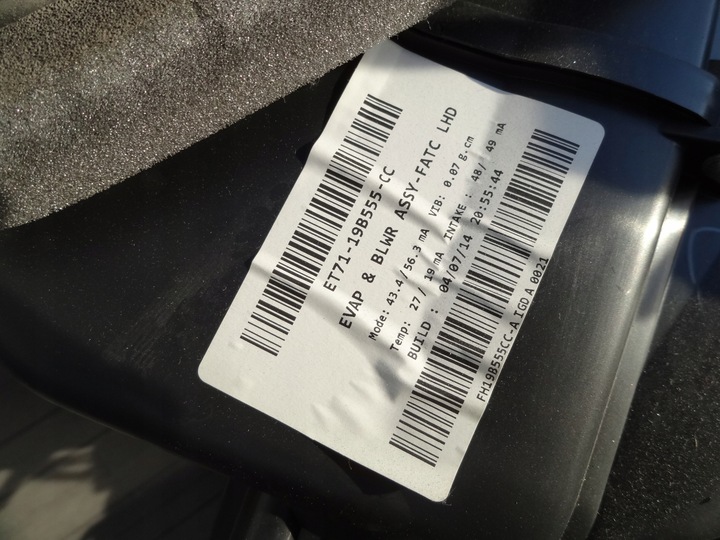 ET71-19B555-CC
EVAP & BLWR ASSY-FATC LHD
Mode: 43.4/56.3 mA VIB: 0.07 g.cm
Temp: 27/ 19 mA INTAKE: 48/ 49 mA
BUILD : 04/07/14 20:55:44
FH19B555CC-A IGD A 0021